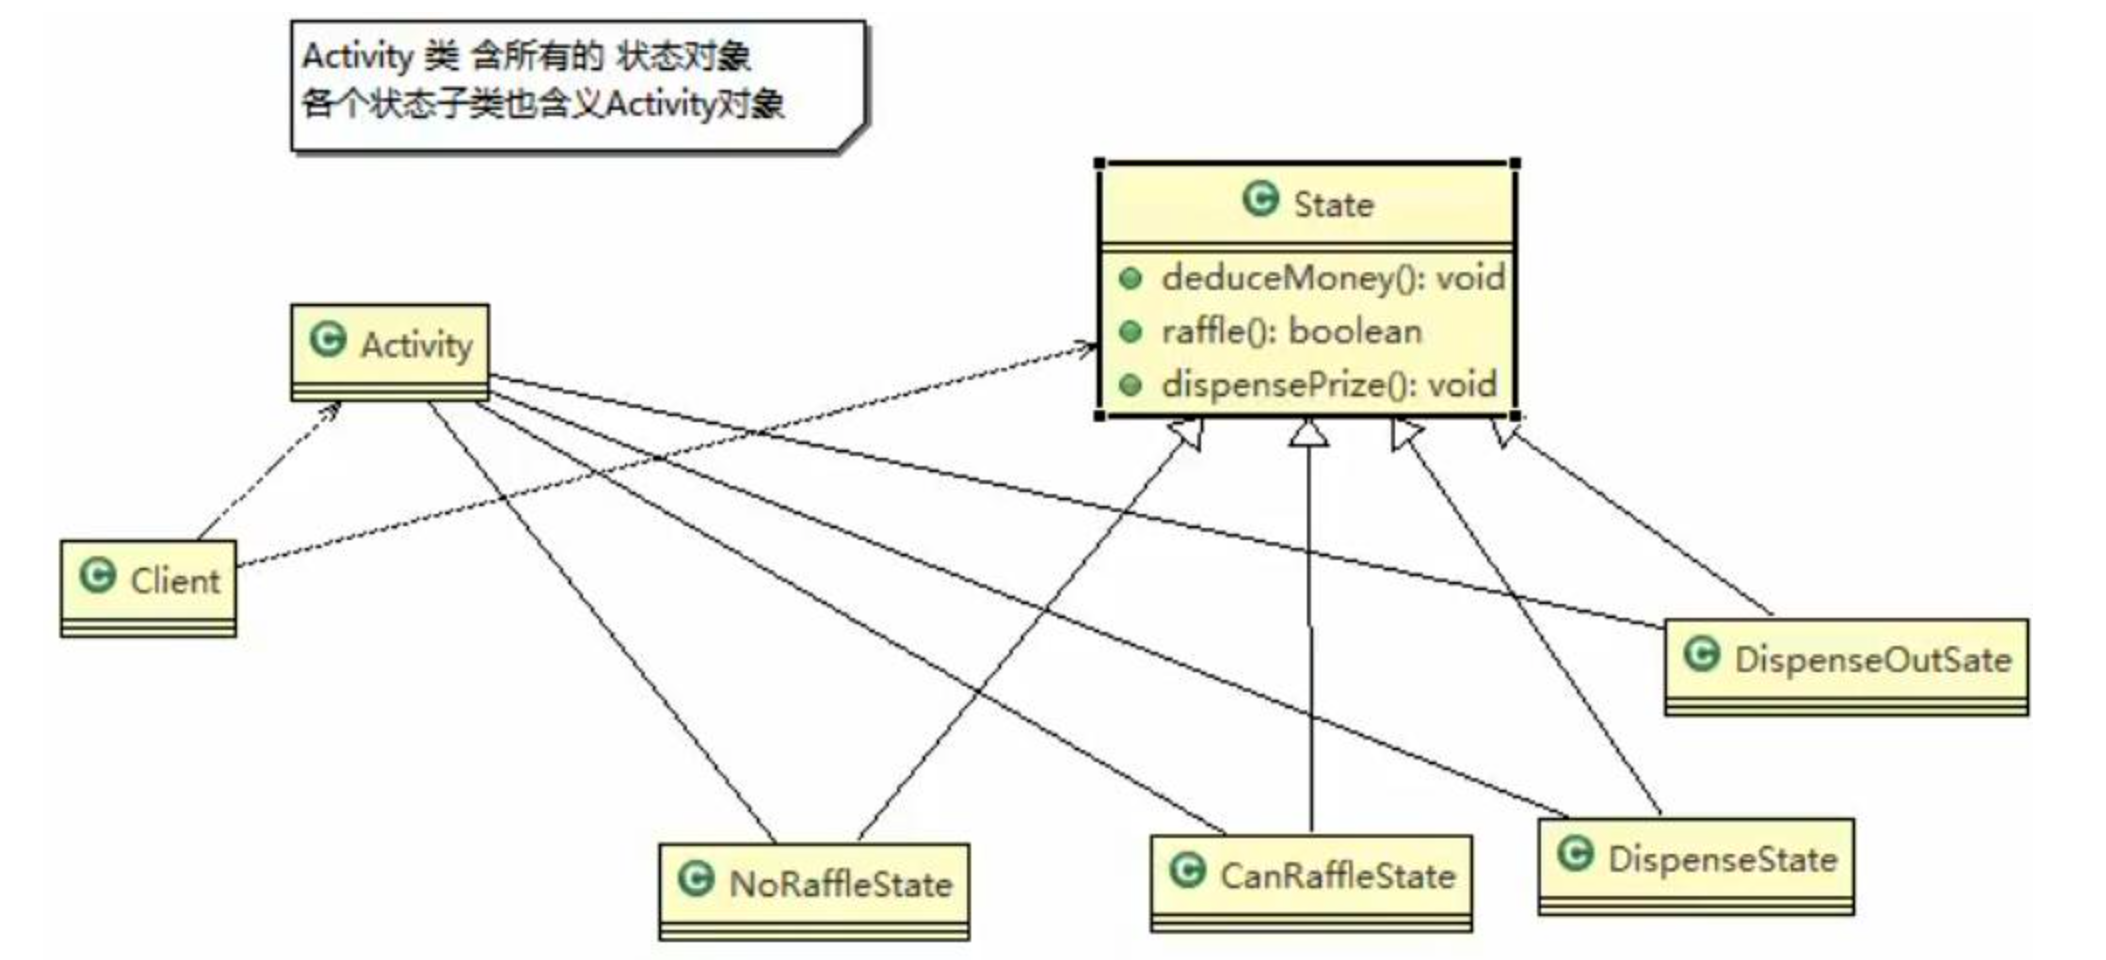 Activity 类 含所有的 状态对象
各个状态子类也含义Activity对象
State
deduceMoney(): void
raffle(): boolean
dispensePrize(): void
Activity
Client
DispenseOutSate
NoRaffleState
CanRaffleState
DispenseState